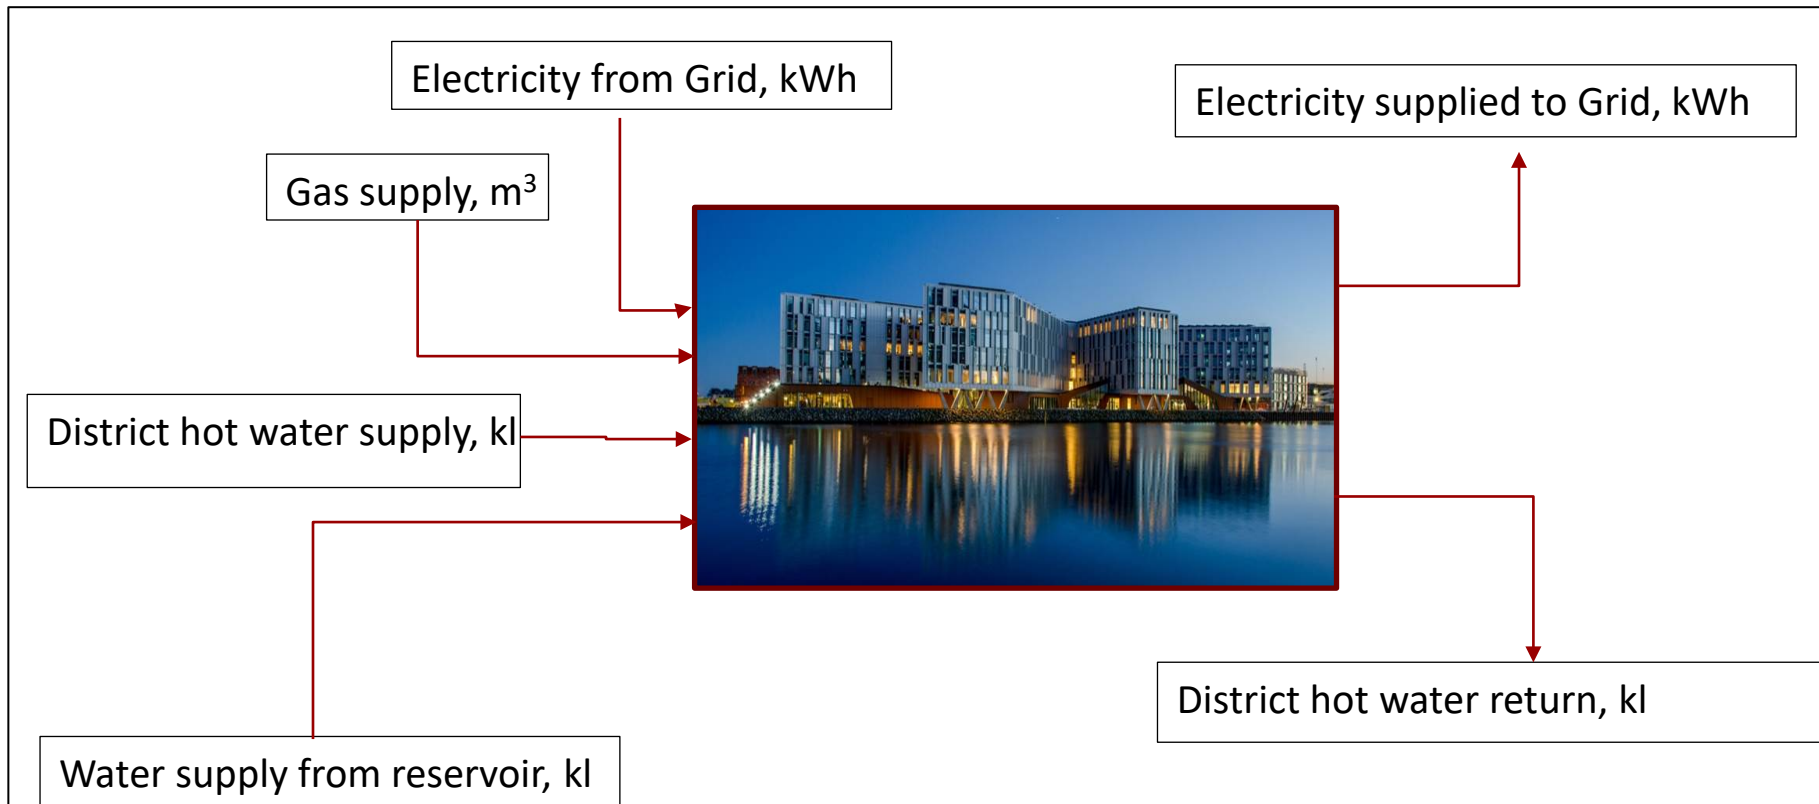 Electricity from Grid, kWh
Electricity supplied to Grid, kWh
Gas supply, m³
District hot water supply, kl
District hot water return, kl
Water supply from reservoir, kl